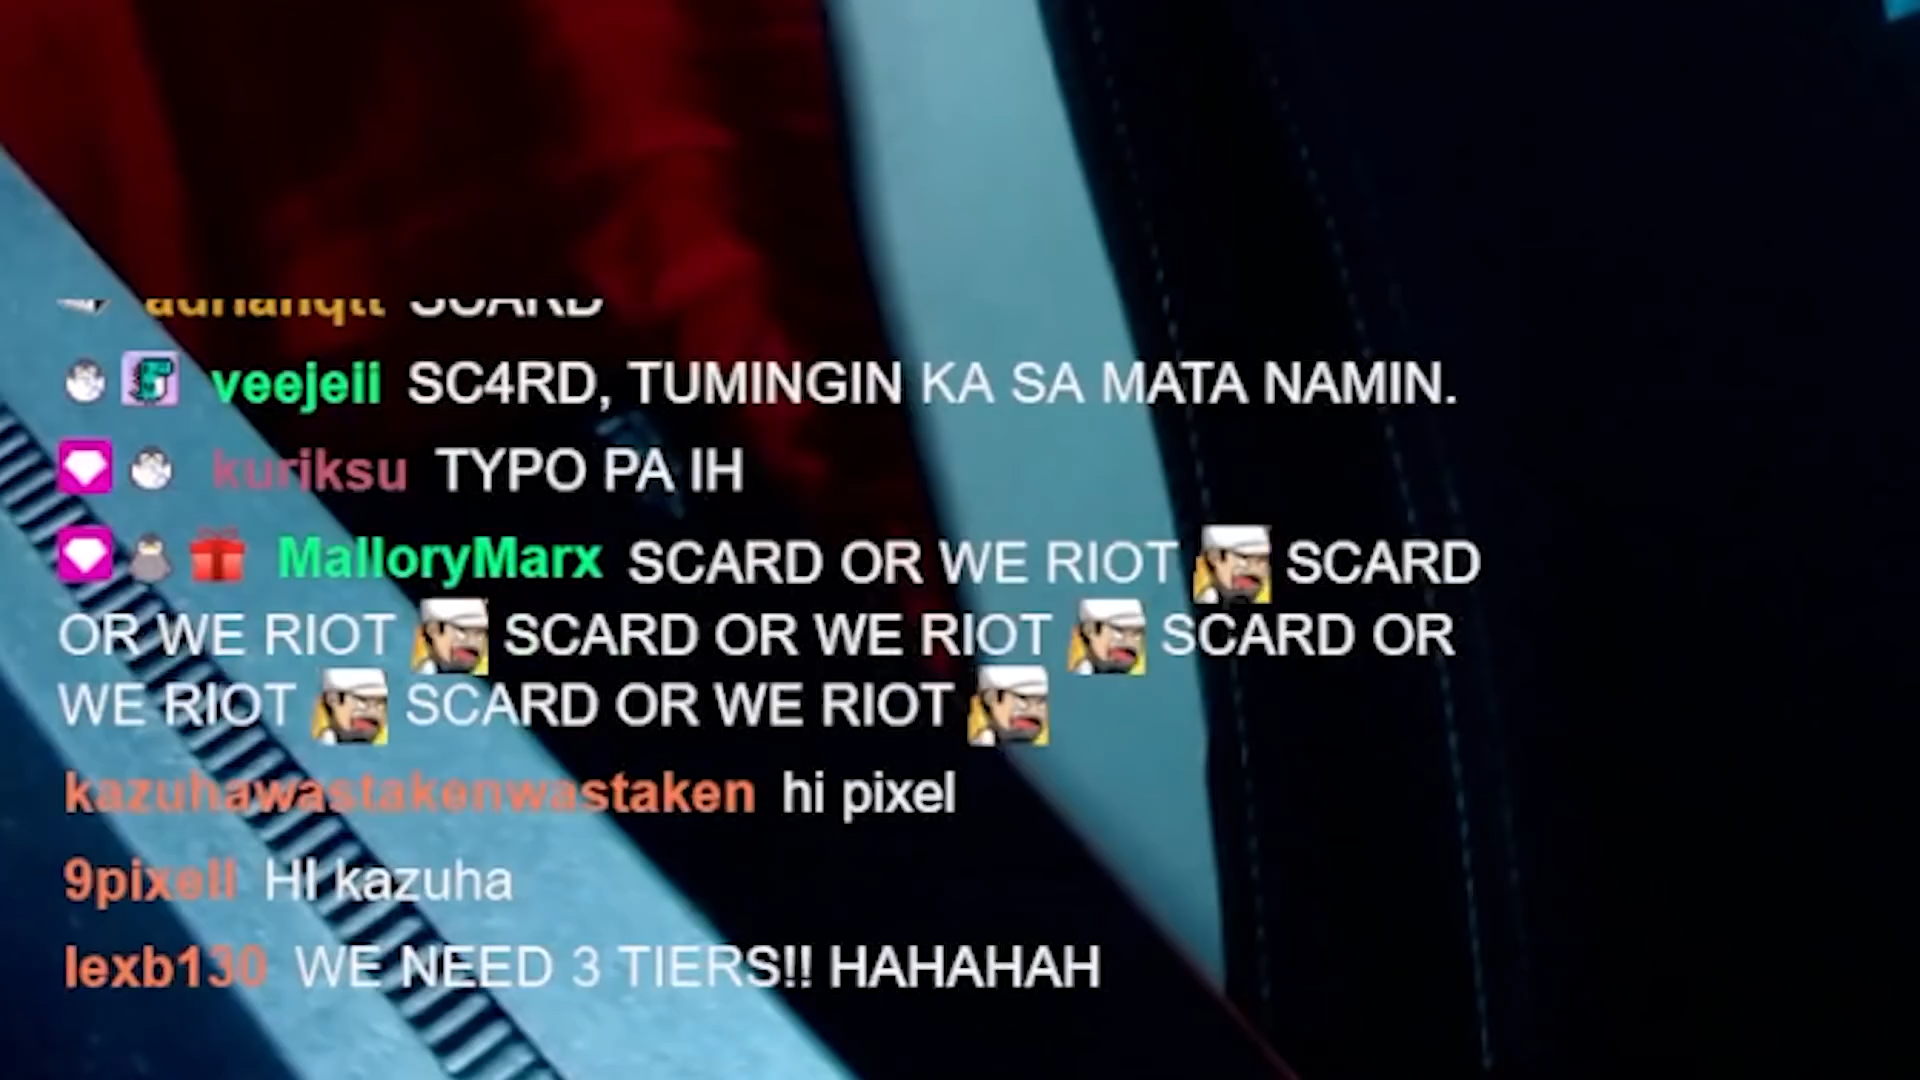 adrianqtt SCARD
veejeii SC4RD, TUMINGIN KA SA MATA NAMIN.
kuriksu TYPO PA IH
MalloryMarx SCARD OR WE RIOT SCARD
OR WE RIOT SCARD OR WE RIOT SCARD OR
WE RIOT SCARD OR WE RIOT
kazuhawastakenwastaken hi pixel
9pixell HI kazuha
lexb130 WE NEED 3 TIERS!! HAHAHAH